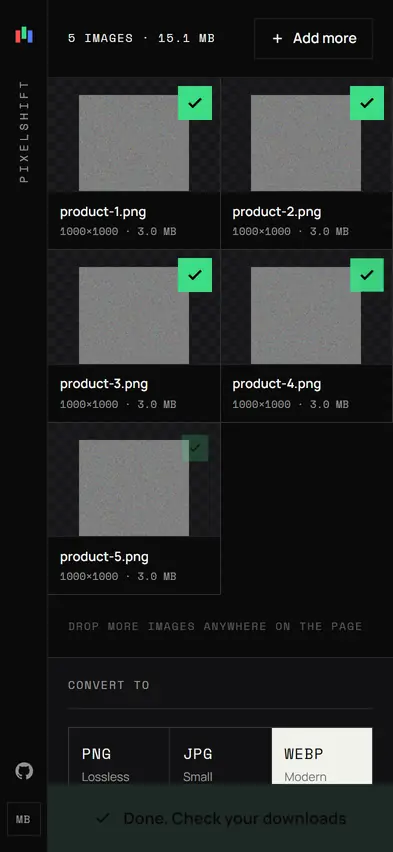 5 IMAGES · 15.1 MB
+ Add more
PIXELSHIFT
product-1.png
1000×1000 · 3.0 MB
product-2.png
1000×1000 · 3.0 MB
product-3.png
1000×1000 · 3.0 MB
product-4.png
1000×1000 · 3.0 MB
product-5.png
1000×1000 · 3.0 MB
DROP MORE IMAGES ANYWHERE ON THE PAGE
CONVERT TO
PNG
Lossless
JPG
Small
WEBP
Modern
MB
Done. Check your downloads